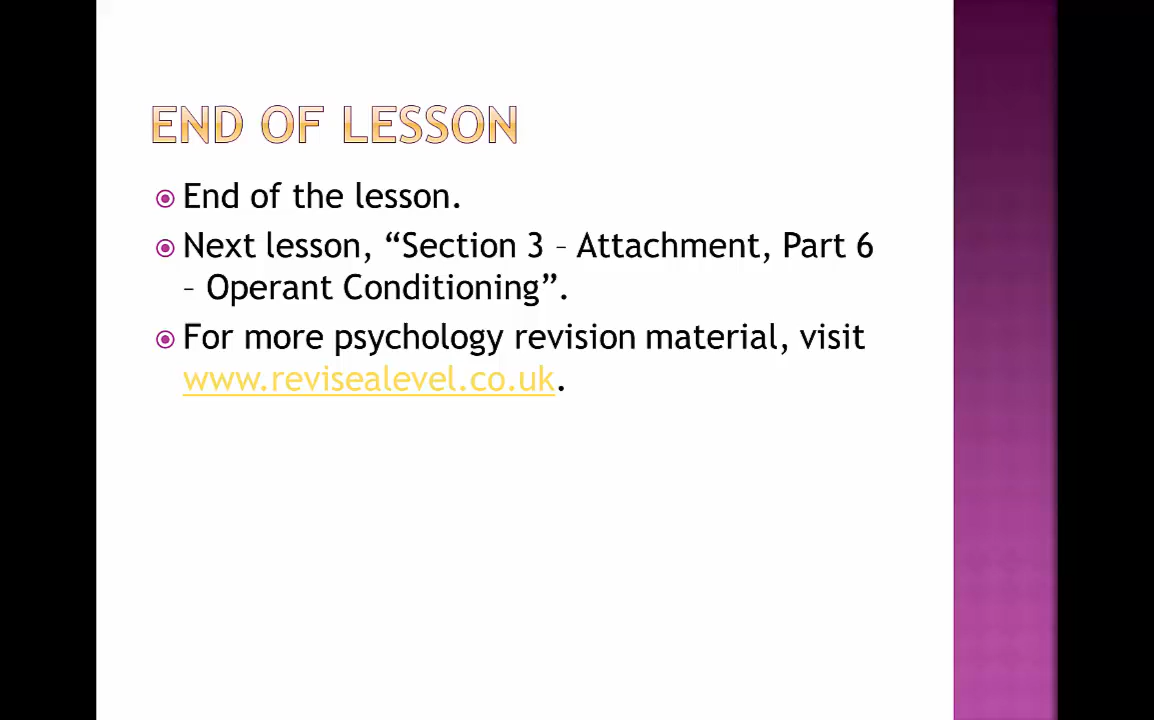 END OF LESSON
End of the lesson.
Next lesson, “Section 3 – Attachment, Part 6
– Operant Conditioning”.
For more psychology revision material, visit
www.revisealevel.co.uk.